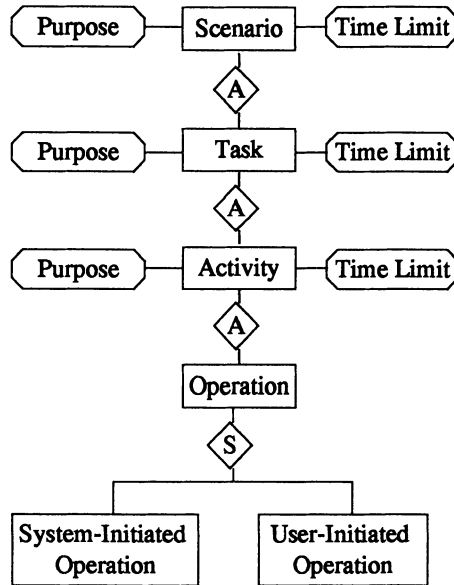 Purpose Scenario Time Limit
A
Purpose Task Time Limit
A
Purpose Activity Time Limit
A
Operation
S
System-Initiated User-Initiated
Operation Operation